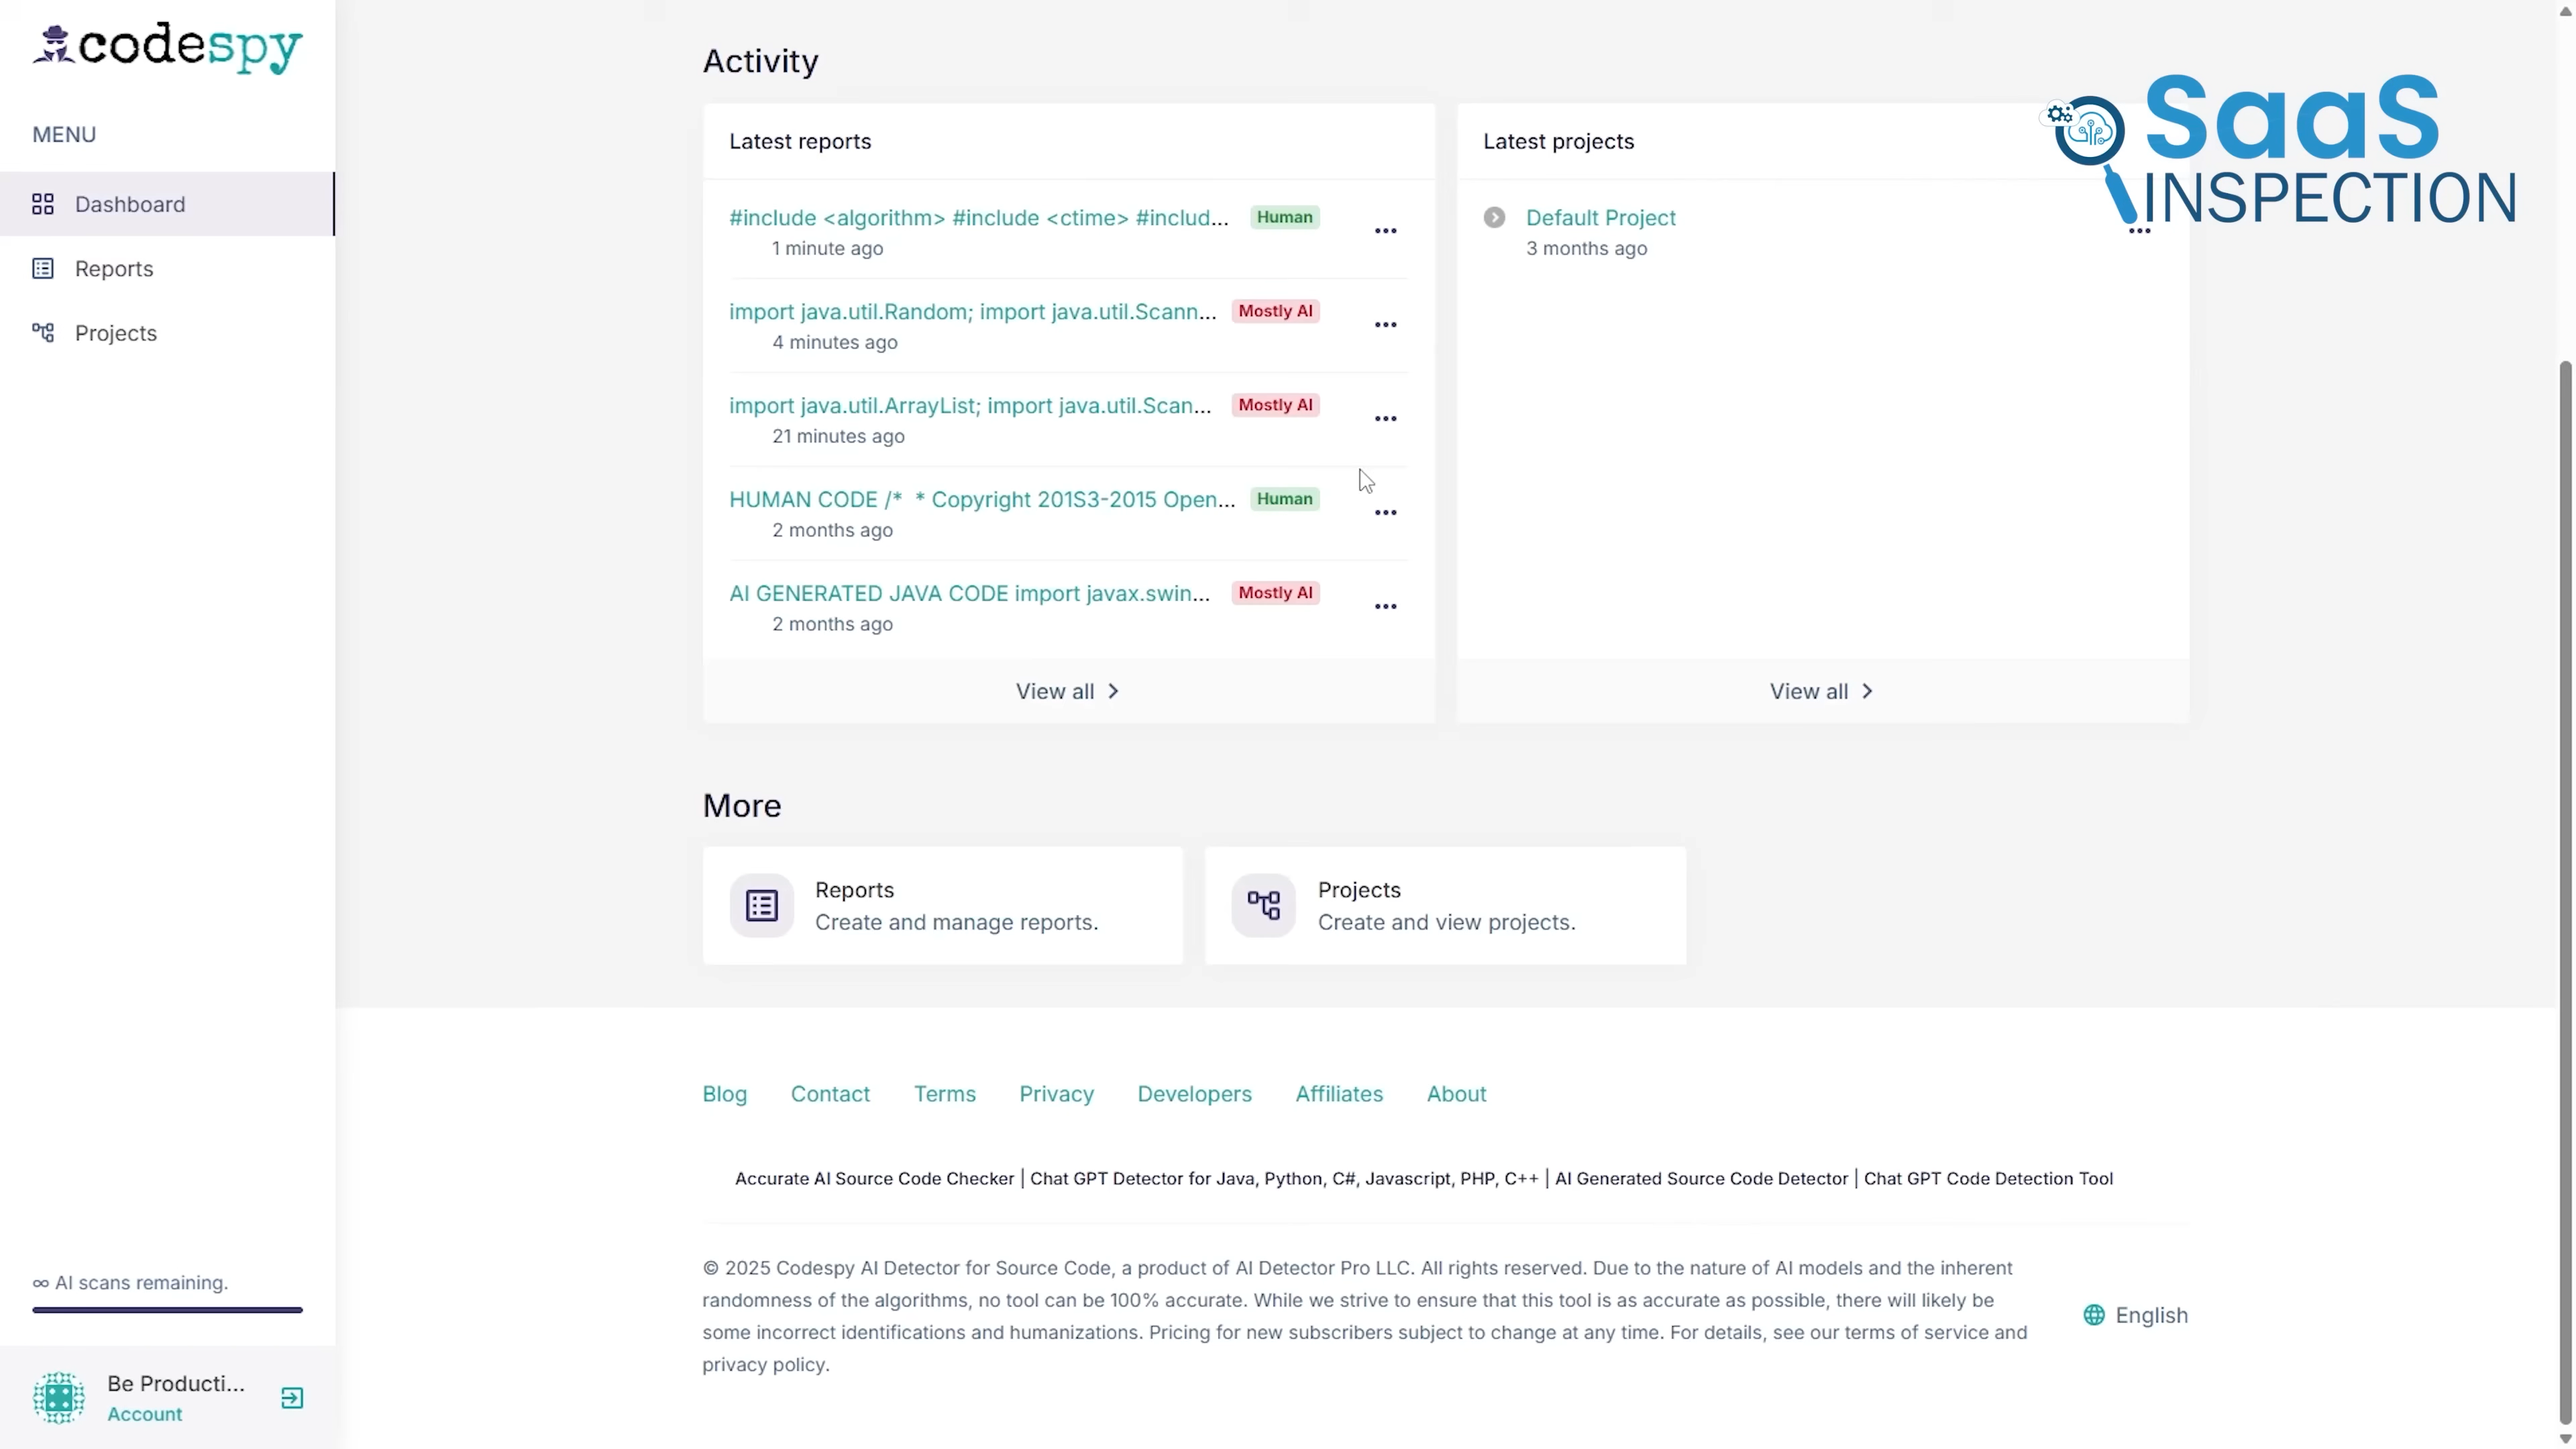 codespy
MENU
Dashboard
Reports
Projects
∞ AI scans remaining.
Be Producti...
Account
Activity
Latest reports
#include <algorithm> #include <ctime> #includ... Human
1 minute ago
import java.util.Random; import java.util.Scann... Mostly AI
4 minutes ago
import java.util.ArrayList; import java.util.Scan... Mostly AI
21 minutes ago
HUMAN CODE /* * Copyright 201S3-2015 Open... Human
2 months ago
AI GENERATED JAVA CODE import javax.swin... Mostly AI
2 months ago
View all
Latest projects
Default Project
3 months ago
View all
SaaS
INSPECTION
More
Reports
Create and manage reports.
Projects
Create and view projects.
Blog Contact Terms Privacy Developers Affiliates About
Accurate AI Source Code Checker | Chat GPT Detector for Java, Python, C#, Javascript, PHP, C++ | AI Generated Source Code Detector | Chat GPT Code Detection Tool
© 2025 Codespy AI Detector for Source Code, a product of AI Detector Pro LLC. All rights reserved. Due to the nature of AI models and the inherent
randomness of the algorithms, no tool can be 100% accurate. While we strive to ensure that this tool is as accurate as possible, there will likely be
some incorrect identifications and humanizations. Pricing for new subscribers subject to change at any time. For details, see our terms of service and
privacy policy.
English